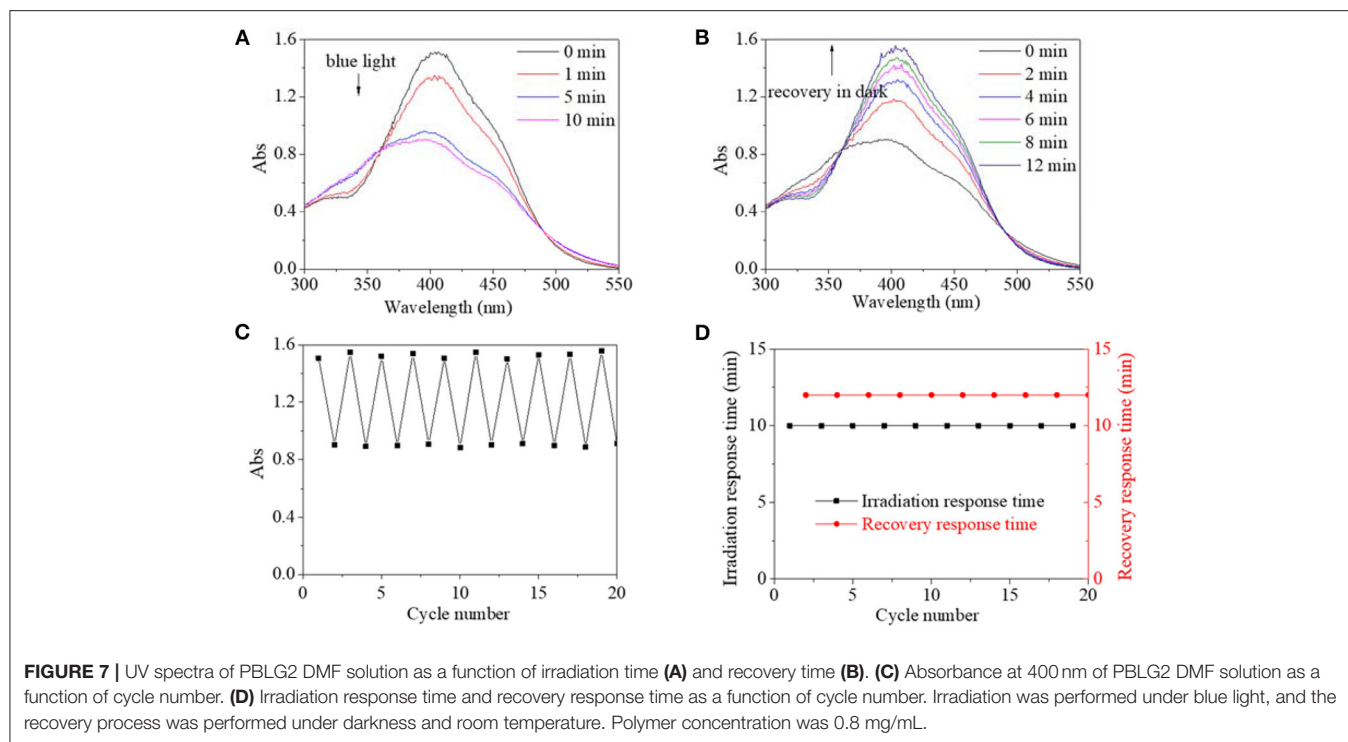 A
1.6
1.2
0.8
0.4
0.0
Abs
blue light
0 min
1 min
5 min
10 min
300 350 400 450 500 550
Wavelength (nm)
B
1.6
1.2
0.8
0.4
0.0
Abs
recovery in dark
0 min
2 min
4 min
6 min
8 min
12 min
300 350 400 450 500 550
Wavelength (nm)
C
1.6
1.2
0.8
0.4
0.0
Abs
0 5 10 15 20
Cycle number
D
15
10
5
0
Irradiation response time (min)
Irradiation response time
Recovery response time
15
10
5
0
Recovery response time (min)
0 5 10 15 20
Cycle number
FIGURE 7 | UV spectra of PBLG2 DMF solution as a function of irradiation time (A) and recovery time (B). (C) Absorbance at 400 nm of PBLG2 DMF solution as a
function of cycle number. (D) Irradiation response time and recovery response time as a function of cycle number. Irradiation was performed under blue light, and the
recovery process was performed under darkness and room temperature. Polymer concentration was 0.8 mg/mL.